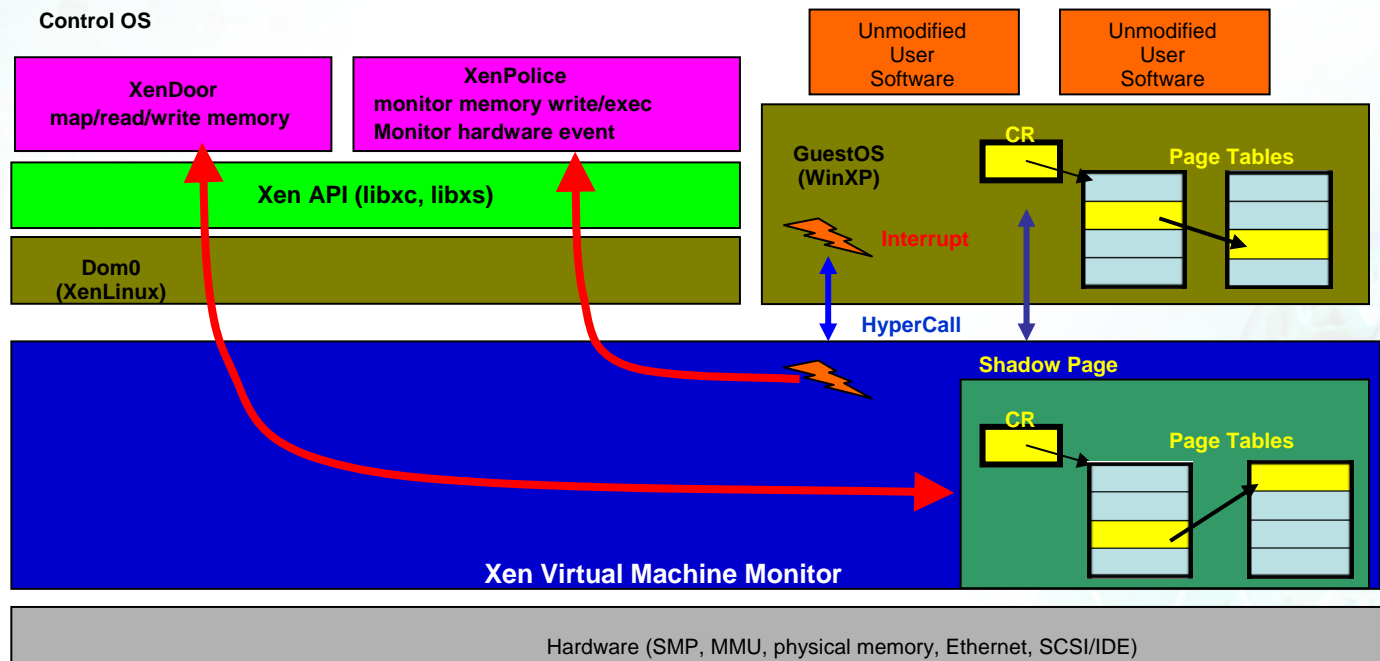 Control OS
XenDoor
map/read/write memory
XenPolice
monitor memory write/exec
Monitor hardware event
Xen API (libxc, libxs)
Dom0
(XenLinux)
Unmodified
User
Software
Unmodified
User
Software
GuestOS
(WinXP)
CR
Page Tables
Interrupt
HyperCall
Shadow Page
CR
Page Tables
Xen Virtual Machine Monitor
Hardware (SMP, MMU, physical memory, Ethernet, SCSI/IDE)